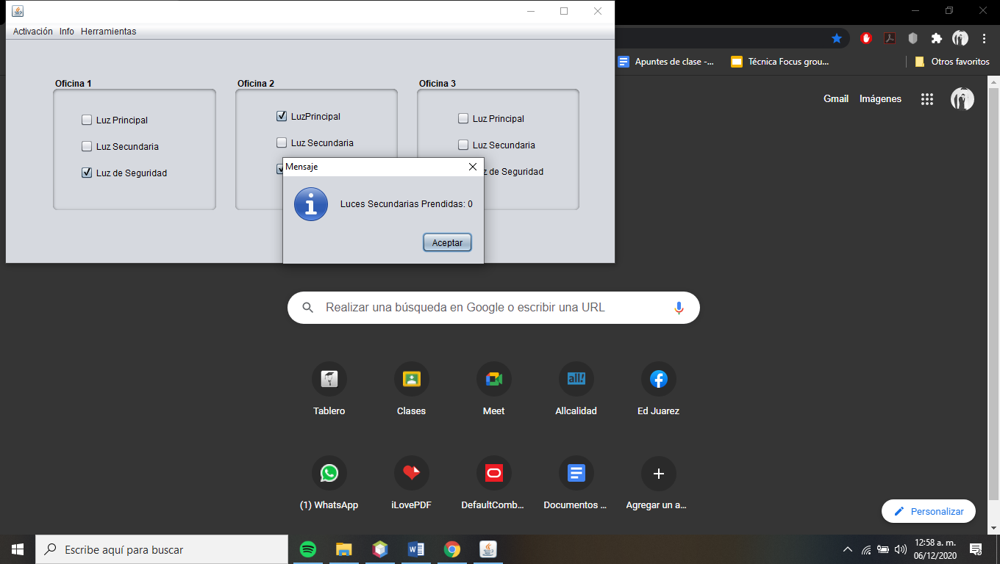 Activación Info Herramientas
Oficina 1
Luz Principal
Luz Secundaria
Luz de Seguridad
Oficina 2
LuzPrincipal
Luz Secundaria
Oficina 3
Luz Principal
Luz Secundaria
de Seguridad
Mensaje
Luces Secundarias Prendidas: 0
Aceptar
Apuntes de clase -...
Técnica Focus grou...
Otros favoritos
Gmail Imágenes
Realizar una búsqueda en Google o escribir una URL
Tablero
Clases
Meet
all!
Allcalidad
Ed Juarez
(1) WhatsApp
iLovePDF
DefaultComb...
Documentos ...
Agregar un a...
Personalizar
Escribe aquí para buscar
12:58 a. m.
06/12/2020